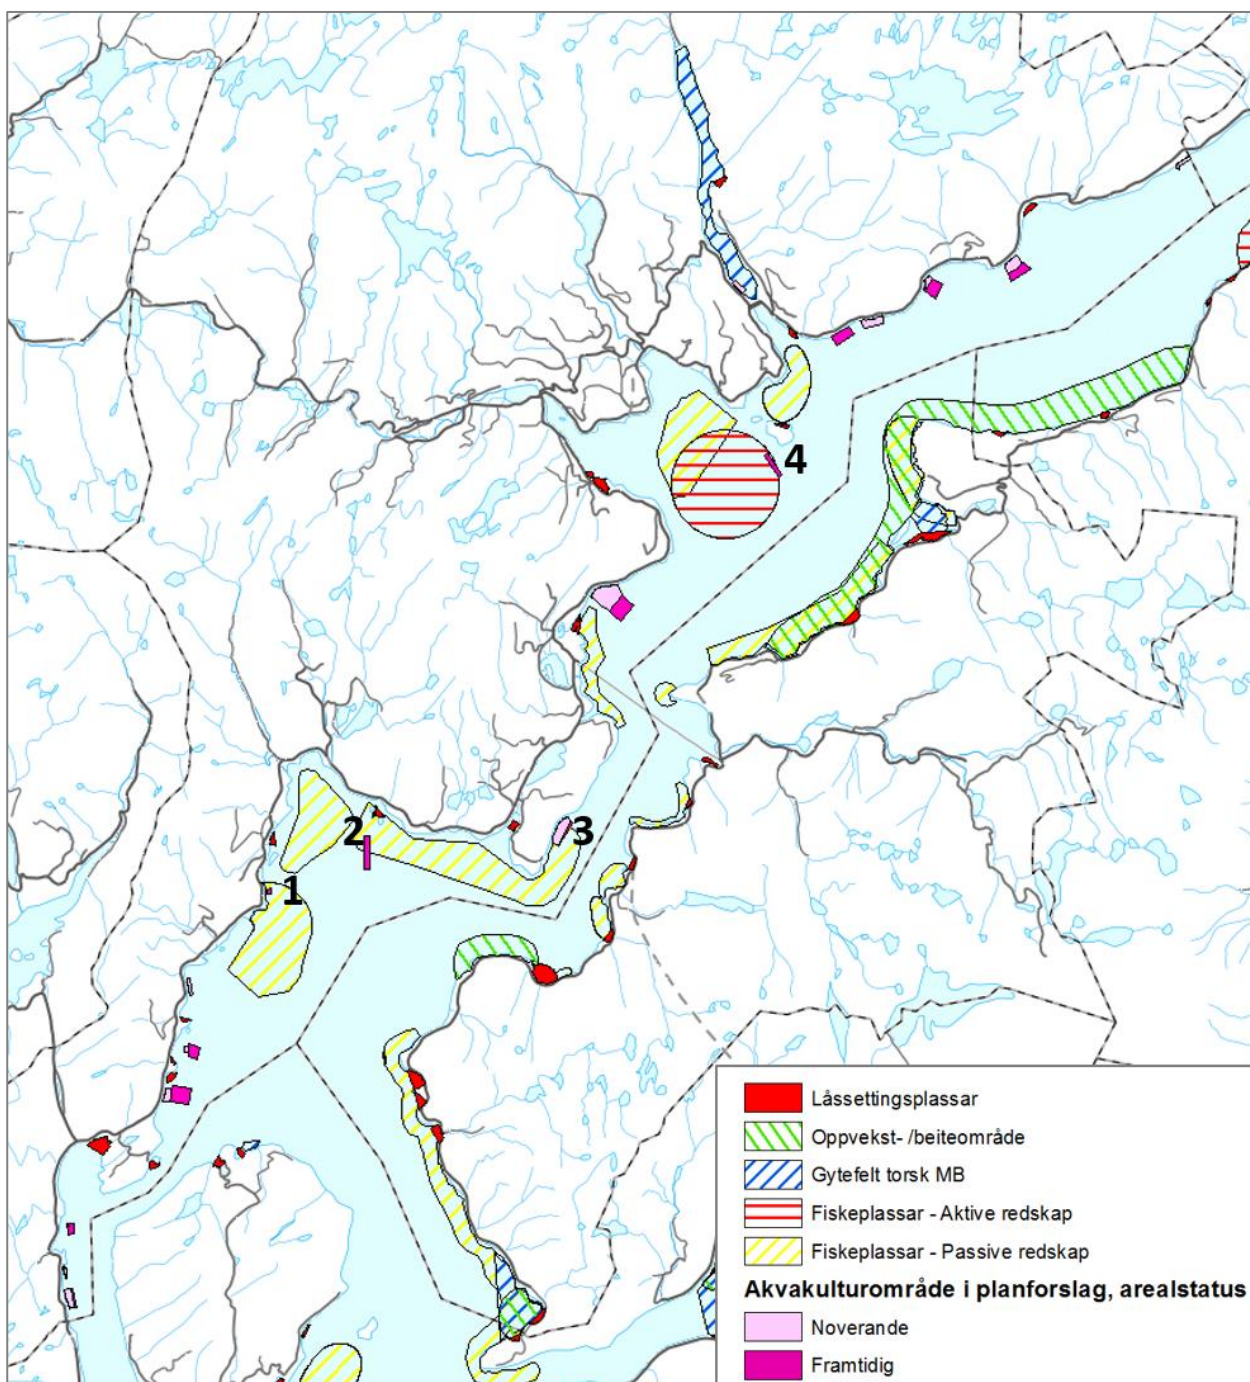 4
2
3
1
Låssettingsplassar
Oppvekst- /beiteområde
Gytefelt torsk MB
Fiskeplassar - Aktive redskap
Fiskeplassar - Passive redskap
Akvakulturområde i planforslag, arealstatus
Noverande
Framtidig